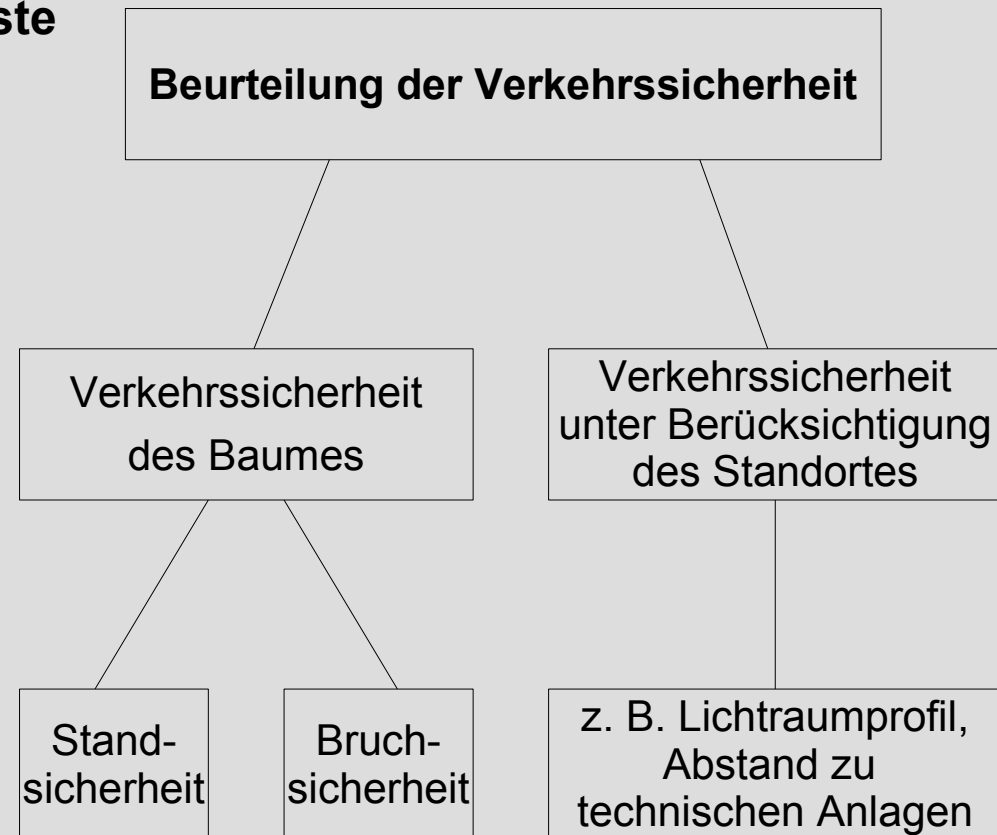 ste
Beurteilung der Verkehrssicherheit
Verkehrssicherheit
des Baumes
Verkehrssicherheit
unter Berücksichtigung
des Standortes
Stand-
sicherheit
Bruch-
sicherheit
z. B. Lichtraumprofil,
Abstand zu
technischen Anlagen